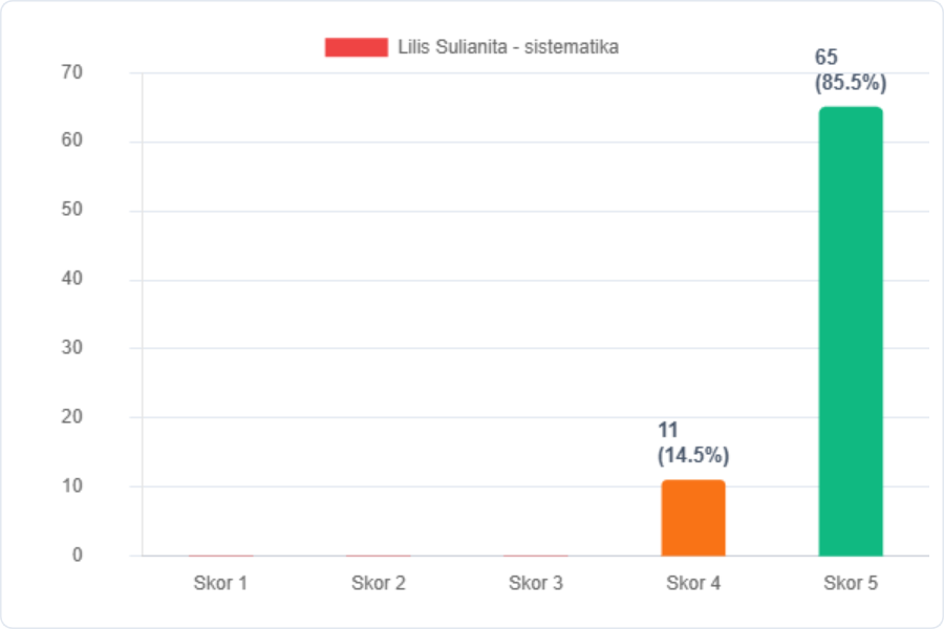 Lilis Sulianita - sistematika
70
60
50
40
30
20
10
0
11
(14.5%)
65
(85.5%)
Skor 1
Skor 2
Skor 3
Skor 4
Skor 5